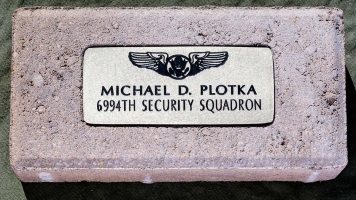 MICHAEL D. PLOTKA
6994TH SECURITY SQUADRON